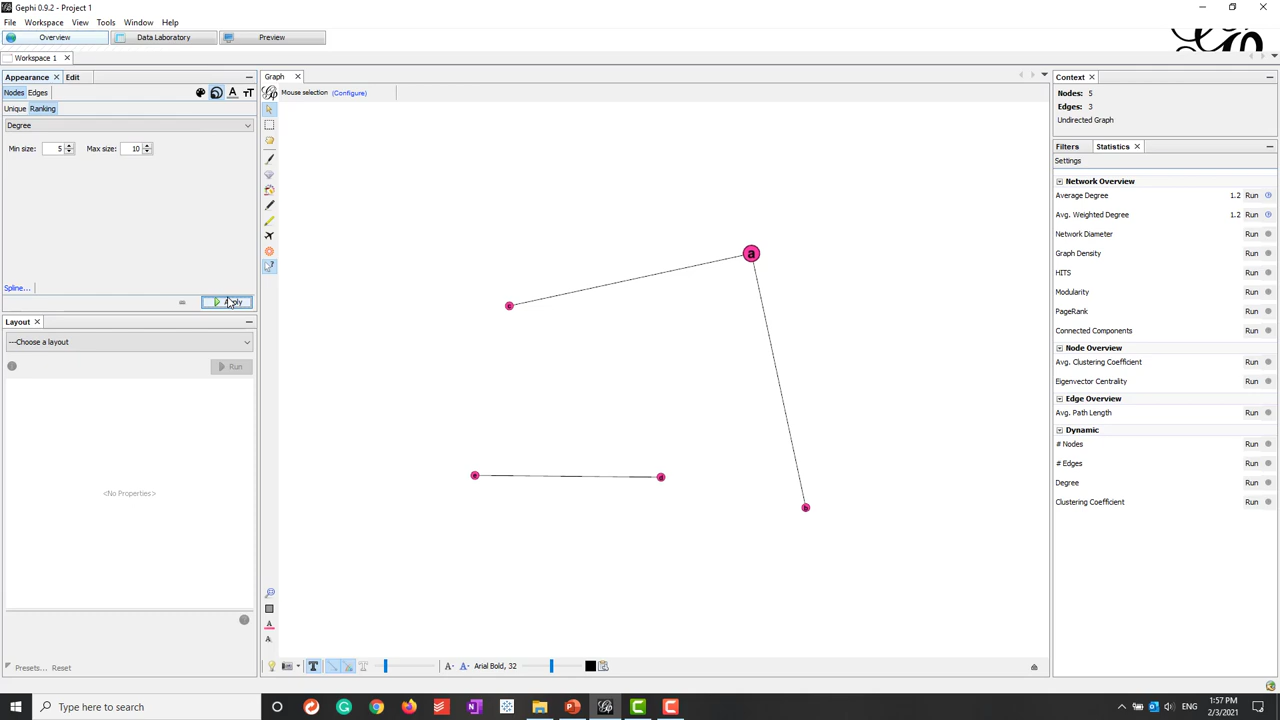 Gephi 0.9.2 - Project 1
File Workspace View Tools Window Help
Overview Data Laboratory Preview
Workspace 1
Appearance Edit
Nodes Edges
Unique Ranking
Degree
Min size: 5 Max size: 10
Spline...
Layout
---Choose a layout
Run
<No Properties>
Presets... Reset
Graph
Mouse selection (Configure)
a
c
e
d
b
Arial Bold, 32
Context
Nodes: 5
Edges: 3
Undirected Graph
Filters Statistics
Settings
Network Overview
Average Degree 1.2 Run
Avg. Weighted Degree 1.2 Run
Network Diameter Run
Graph Density Run
HITS Run
Modularity Run
PageRank Run
Connected Components Run
Node Overview
Avg. Clustering Coefficient Run
Eigenvector Centrality Run
Edge Overview
Avg. Path Length Run
Dynamic
# Nodes Run
# Edges Run
Degree Run
Clustering Coefficient Run
Type here to search
ENG
1:57 PM
2/3/2021